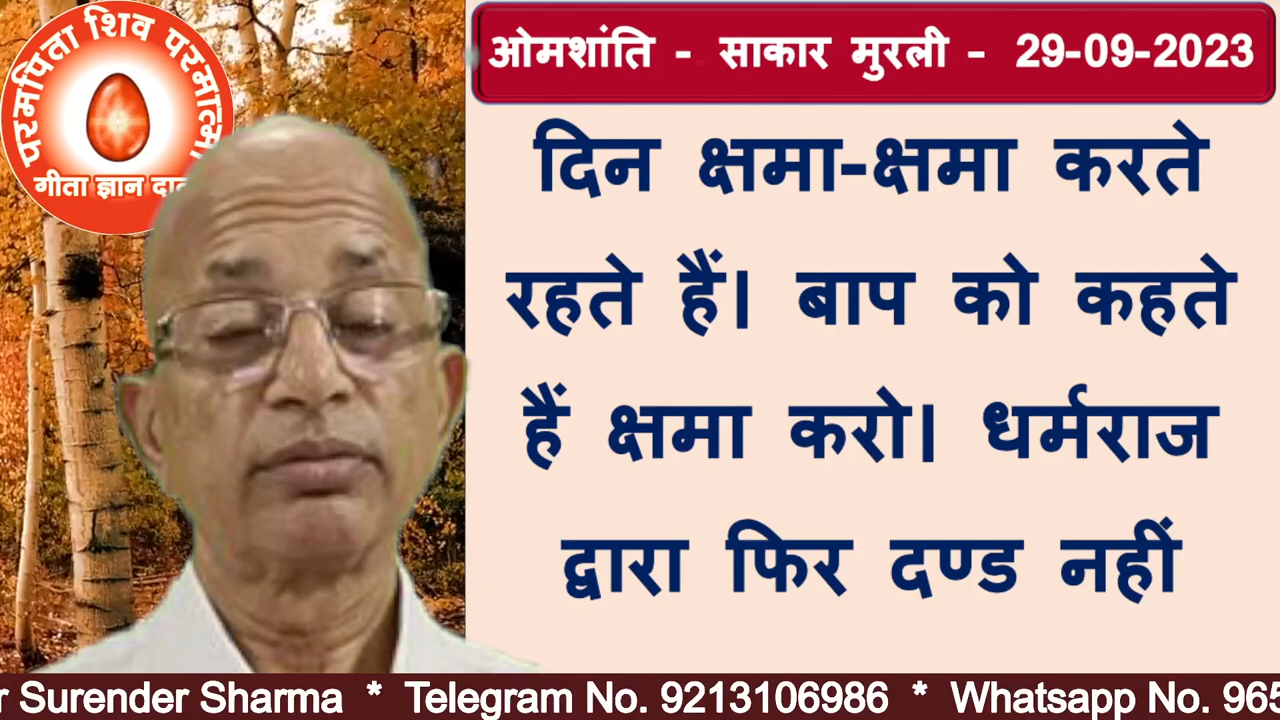 परमपिता शिव परमात्मा
गीता ज्ञान
ओमशांति - साकार मुरली - 29-09-2023
दिन क्षमा-क्षमा करते
रहते हैं। बाप को कहते
हैं क्षमा करो। धर्मराज
द्वारा फिर दण्ड नहीं
r Surender Sharma * Telegram No. 9213106986 * Whatsapp No. 965